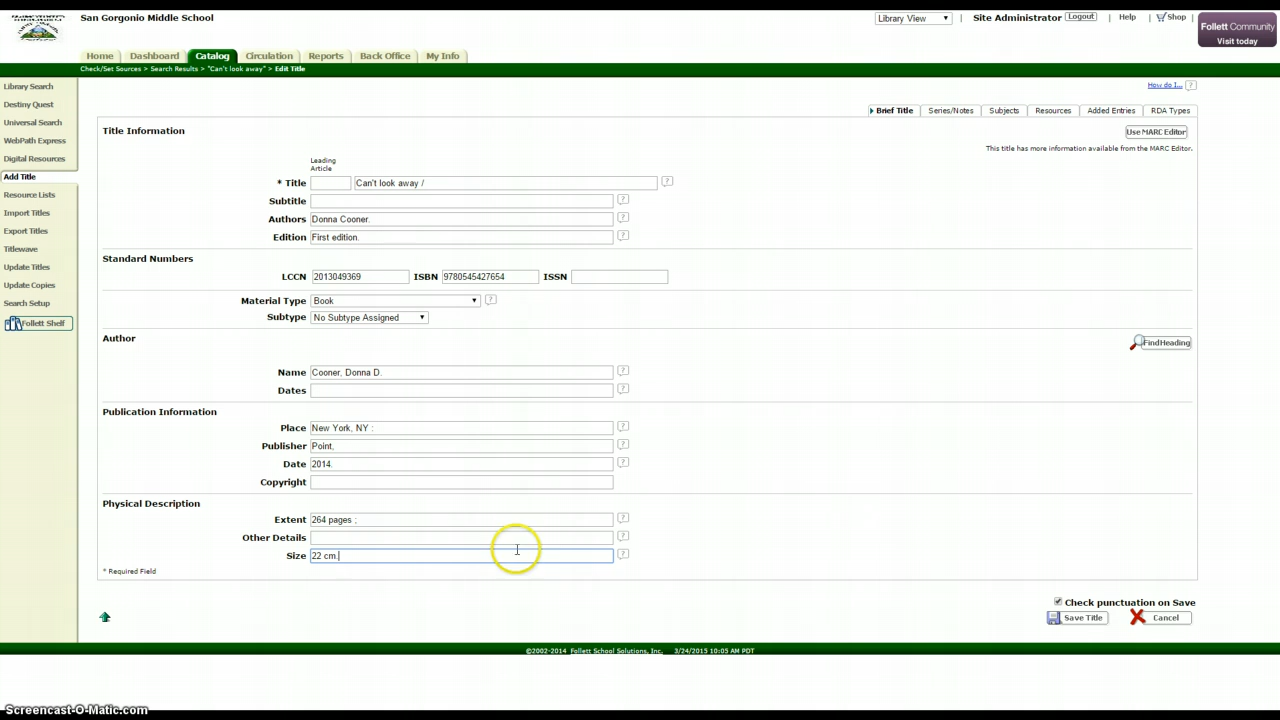 San Gorgonio Middle School
Library View
Site Administrator Logout Help Shop
Follett Community
Visit today
Home Dashboard Catalog Circulation Reports Back Office My Info
Check/Set Sources > Search Results > "Can't look away" > Edit Title
How do I... ?
Library Search
Destiny Quest
Universal Search
WebPath Express
Digital Resources
Add Title
Resource Lists
Import Titles
Export Titles
Titlewave
Update Titles
Update Copies
Search Setup
Follett Shelf
Brief Title Series/Notes Subjects Resources Added Entries RDA Types
Title Information
Use MARC Editor
This title has more information available from the MARC Editor.
Leading
Article
* Title Can't look away / ?
Subtitle ?
Authors Donna Cooner. ?
Edition First edition. ?
Standard Numbers
LCCN 2013049369 ISBN 9780545427654 ISSN
Material Type Book ?
Subtype No Subtype Assigned
Author
FindHeading
Name Cooner, Donna D. ?
Dates ?
Publication Information
Place New York, NY : ?
Publisher Point, ?
Date 2014. ?
Copyright ?
Physical Description
Extent 264 pages ; ?
Other Details ?
Size 22 cm. ?
* Required Field
Check punctuation on Save
Save Title Cancel
©2002-2014 Follett School Solutions, Inc. 3/24/2015 10:05 AM PDT
Screencast-O-Matic.com